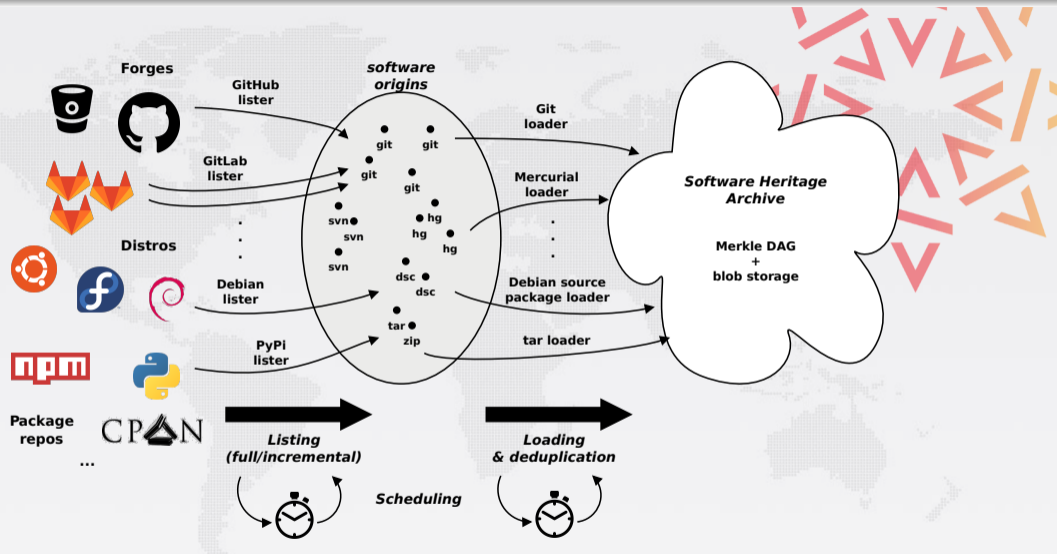 Forges
GitHub
lister
GitLab
lister
.
.
.
Distros
Debian
lister
PyPi
lister
npm
Package
repos
CPAN
...
software
origins
git
git
git
git
svn
svn
svn
hg
hg
hg
dsc
dsc
tar
zip
Git
loader
Mercurial
loader
.
.
.
Debian source
package loader
tar loader
Software Heritage
Archive
Merkle DAG
+
blob storage
Listing
(full/incremental)
Loading
& deduplication
Scheduling